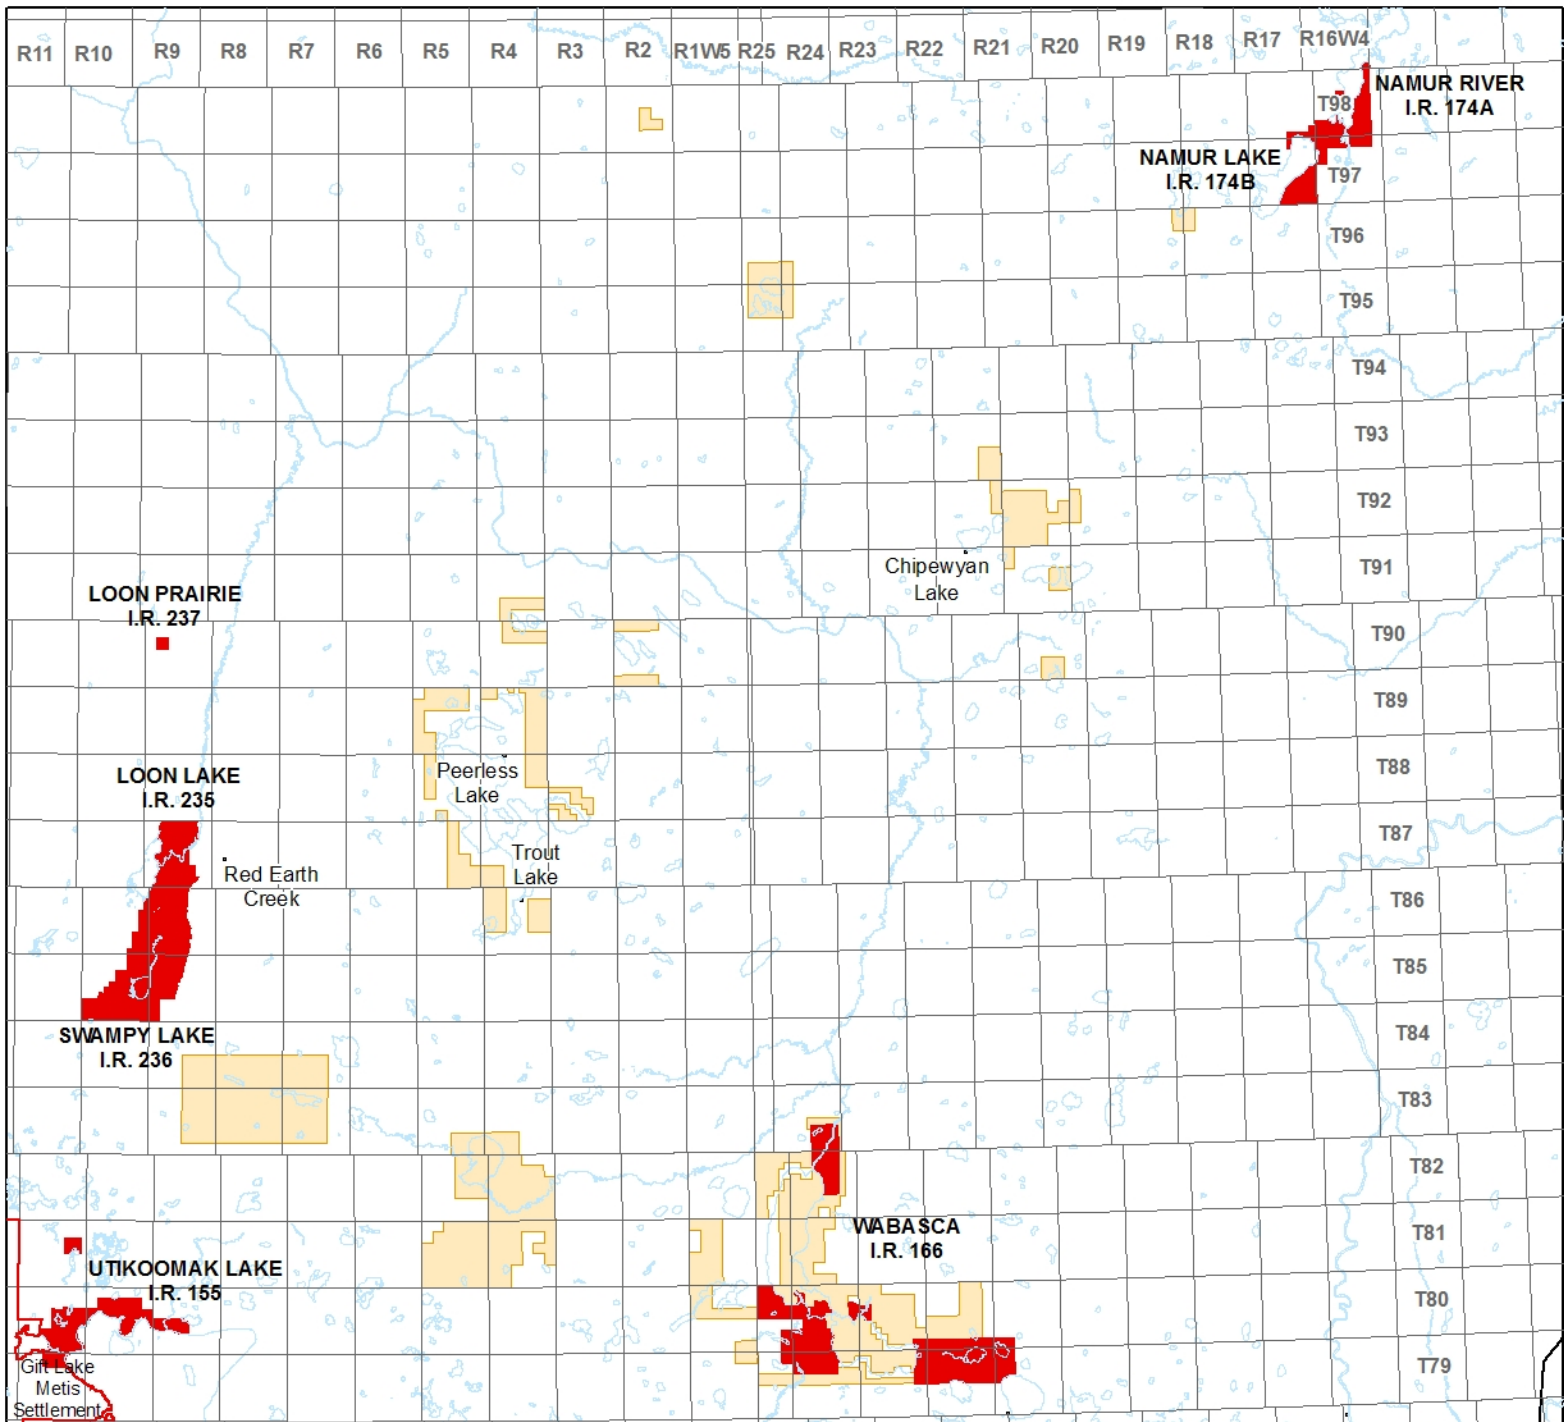 R11 R10 R9 R8 R7 R6 R5 R4 R3 R2 R1W5 R25 R24 R23 R22 R21 R20 R19 R18 R17 R16W4
NAMUR RIVER
I.R. 174A
T98
NAMUR LAKE
I.R. 174B
T97
T96
T95
T94
T93
T92
Chipewyan
Lake
T91
LOON PRAIRIE
I.R. 237
T90
T89
Peerless
Lake
T88
LOON LAKE
I.R. 235
T87
Trout
Lake
Red Earth
Creek
T86
T85
SWAMPY LAKE
I.R. 236
T84
T83
T82
WABASCA
I.R. 166
T81
UTIKOOMAK LAKE
I.R. 155
T80
Gift Lake
Metis
Settlement
T79